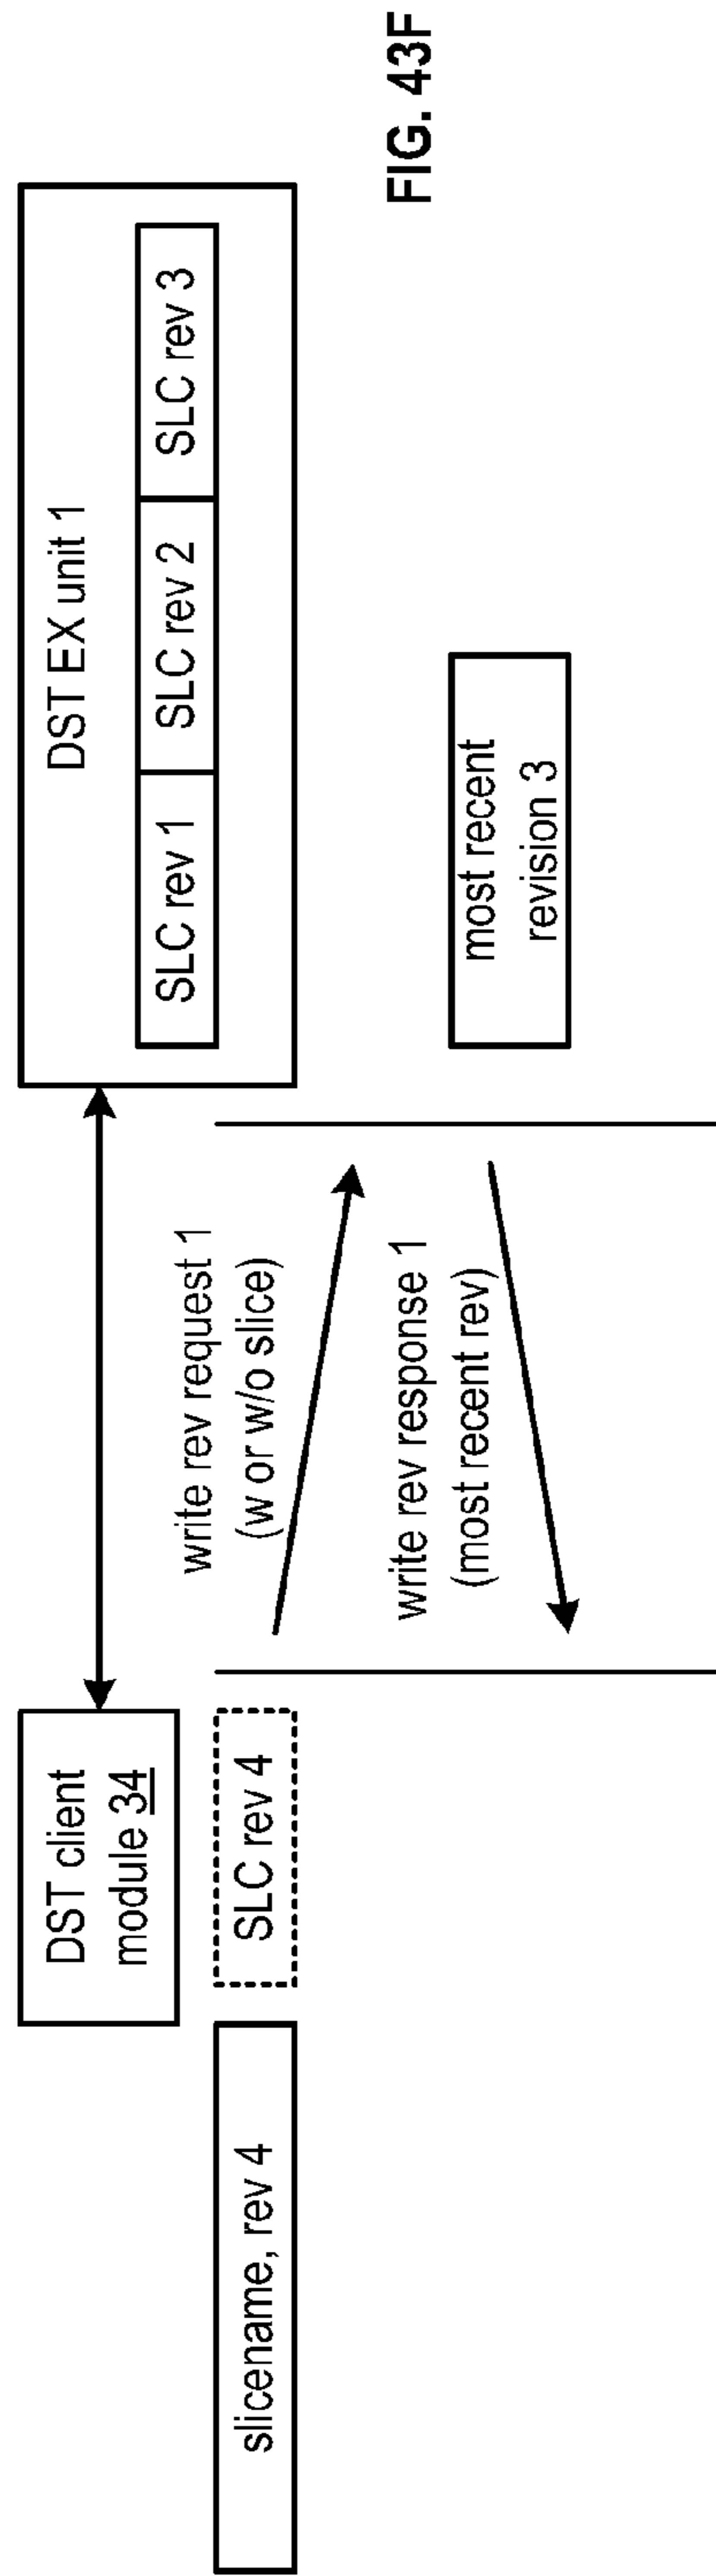 DST client
module 34
DST EX unit 1
SLC rev 1
SLC rev 2
SLC rev 3
slicename, rev 4
SLC rev 4
write rev request 1
(w or w/o slice)
write rev response 1
(most recent rev)
most recent
revision 3
FIG. 43F